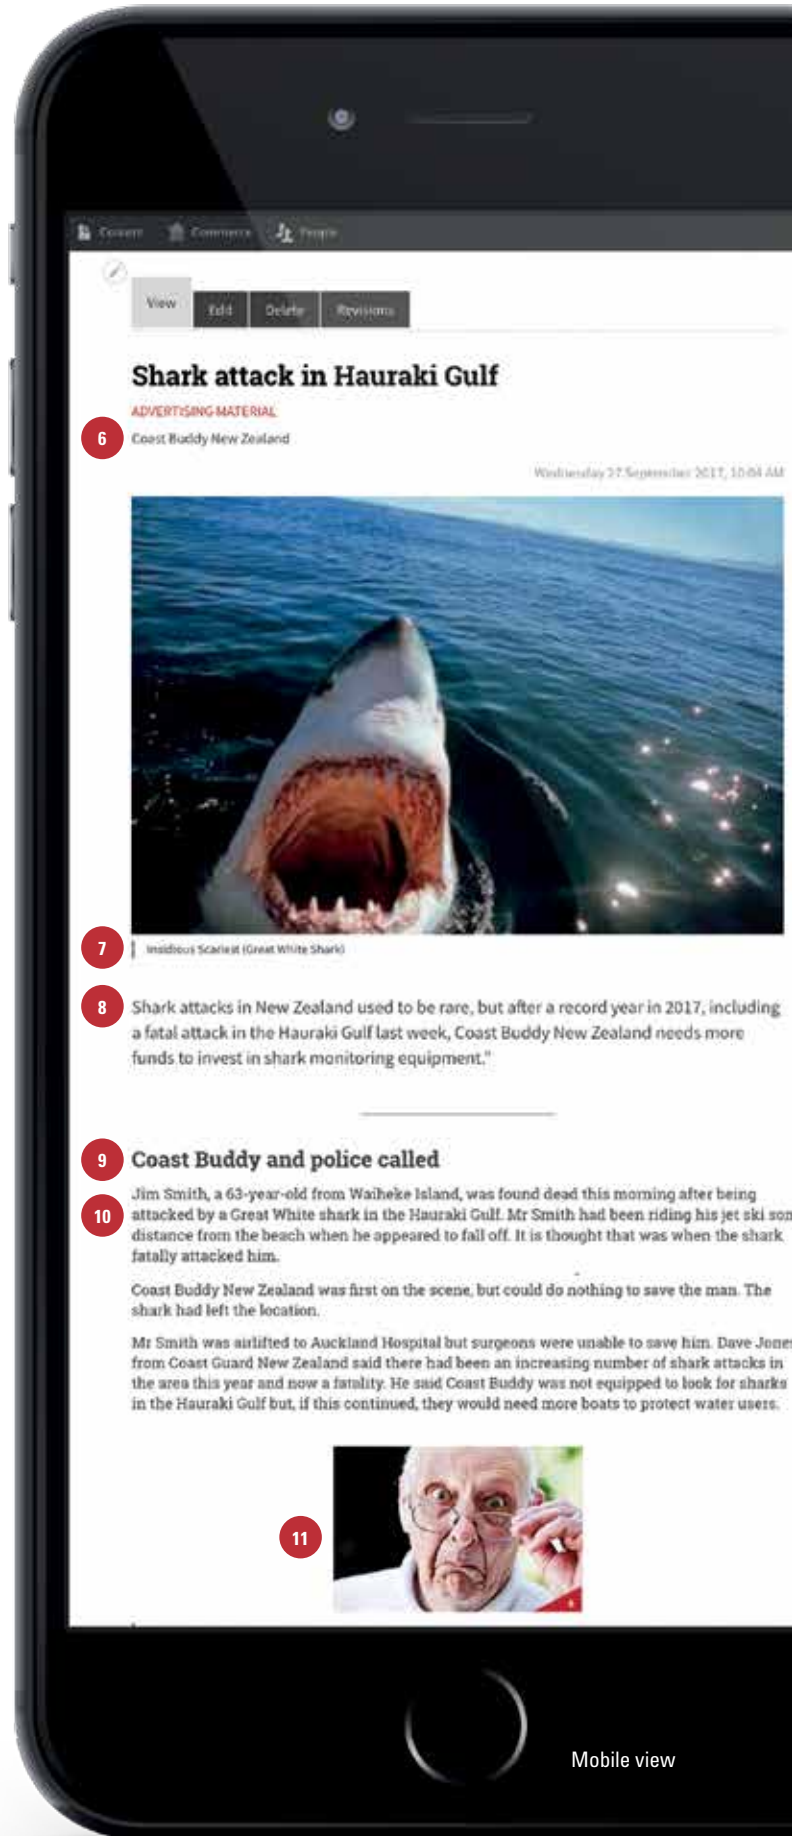 Content Commerce People
View Edit Delete Revisions
Shark attack in Hauraki Gulf
ADVERTISING MATERIAL
6 Coast Buddy New Zealand
Wednesday 27 September 2017, 10:04 AM
7 Insidious Scariest (Great White Shark)
8 Shark attacks in New Zealand used to be rare, but after a record year in 2017, including
a fatal attack in the Hauraki Gulf last week, Coast Buddy New Zealand needs more
funds to invest in shark monitoring equipment."
9 Coast Buddy and police called
Jim Smith, a 63-year-old from Waiheke Island, was found dead this morning after being
10 attacked by a Great White shark in the Hauraki Gulf. Mr Smith had been riding his jet ski som
distance from the beach when he appeared to fall off. It is thought that was when the shark
fatally attacked him.
Coast Buddy New Zealand was first on the scene, but could do nothing to save the man. The
shark had left the location.
Mr Smith was airlifted to Auckland Hospital but surgeons were unable to save him. Dave Jones
from Coast Guard New Zealand said there had been an increasing number of shark attacks in
the area this year and now a fatality. He said Coast Buddy was not equipped to look for sharks
in the Hauraki Gulf but, if this continued, they would need more boats to protect water users.
11
Mobile view